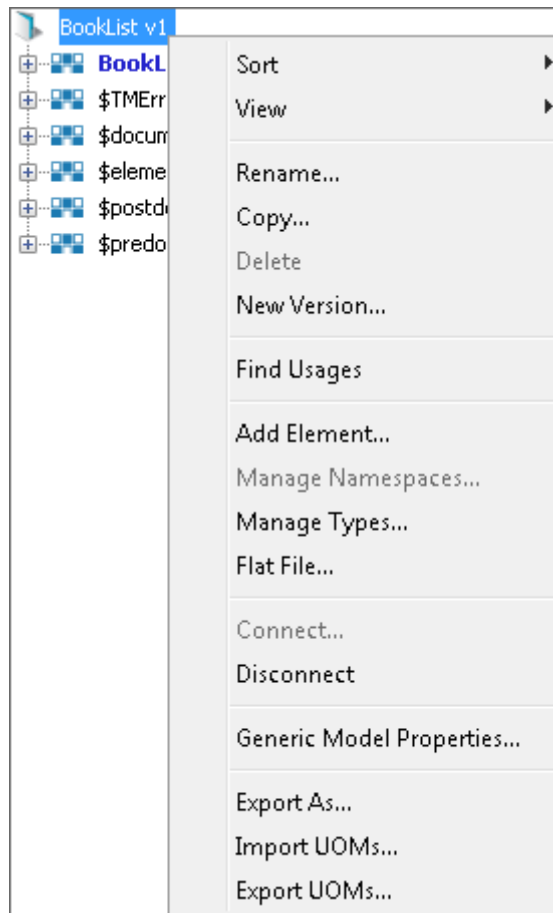 BookList v1
BookL
$TMErr
$docum
$eleme
$postd
$predo
Sort
View
Rename...
Copy...
Delete
New Version...
Find Usages
Add Element...
Manage Namespaces...
Manage Types...
Flat File...
Connect...
Disconnect
Generic Model Properties...
Export As...
Import UOMs...
Export UOMs...